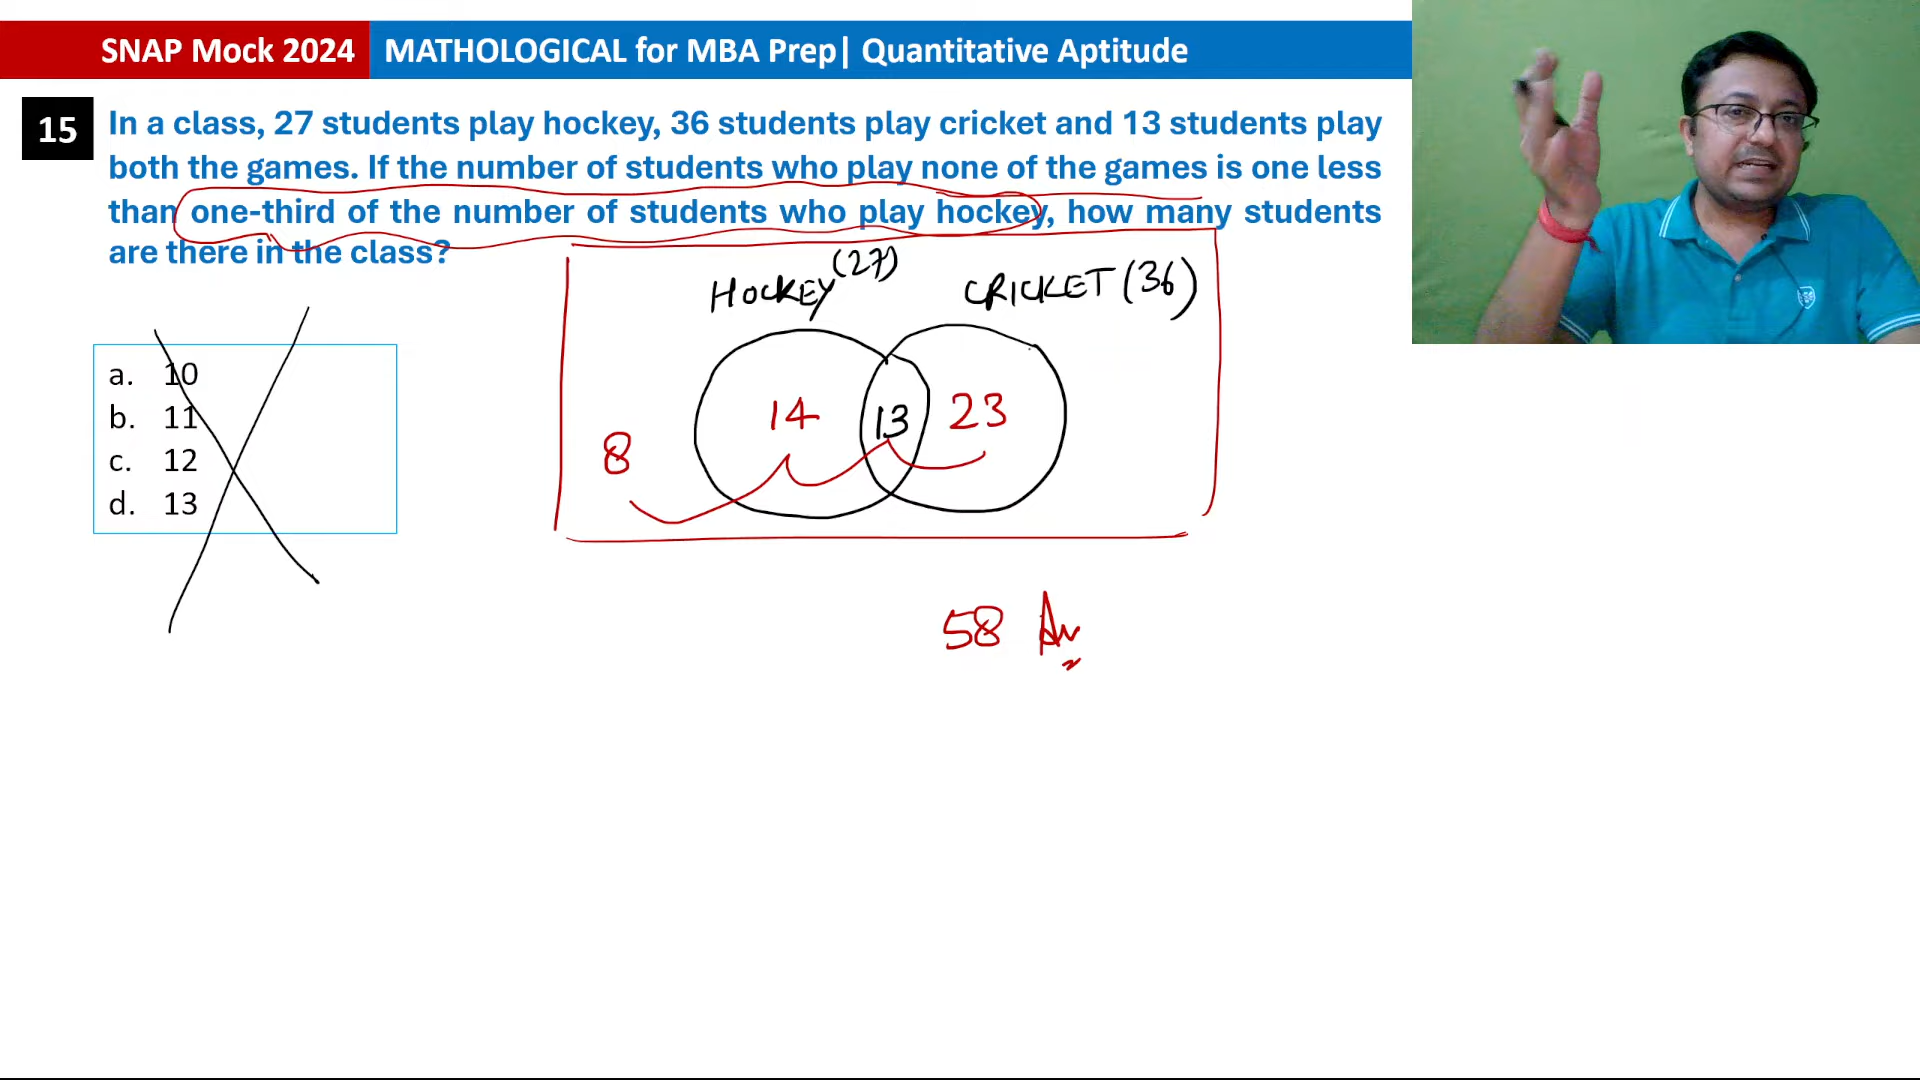 SNAP Mock 2024 MATHOLOGICAL for MBA Prep| Quantitative Aptitude
15 In a class, 27 students play hockey, 36 students play cricket and 13 students play
both the games. If the number of students who play none of the games is one less
than one-third of the number of students who play hockey, how many students
are there in the class?
HOCKEY (27) CRICKET (36)
a. 10
b. 11
c. 12
d. 13
14 13 23
8
58 An